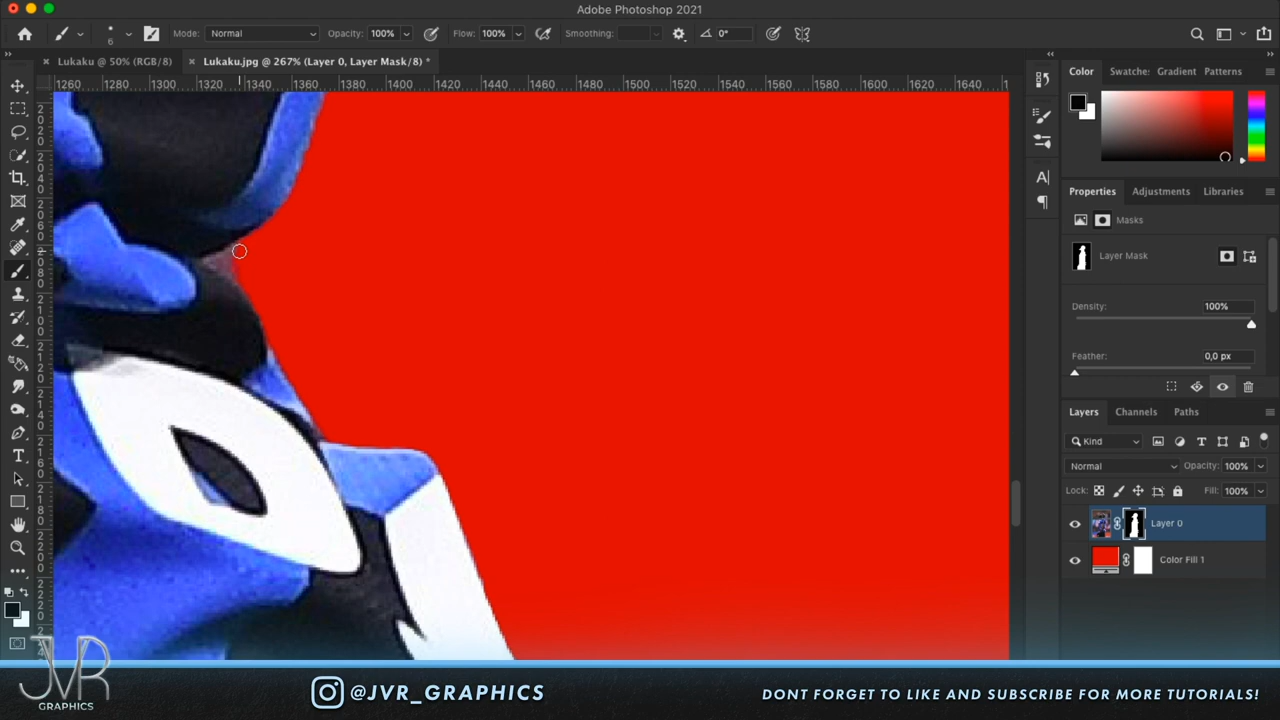 Adobe Photoshop 2021
6 Mode: Normal Opacity: 100% Flow: 100% Smoothing: 0°
Lukaku @ 50% (RGB/8) Lukaku.jpg @ 267% (Layer 0, Layer Mask/8) *
1260 1280 1300 1320 1340 1360 1380 1400 1420 1440 1460 1480 1500 1520 1540 1560 1580 1600 1620 1640
Color Swatche: Gradient Patterns
Properties Adjustments Libraries
Masks
Layer Mask
Density: 100%
Feather: 0,0 px
Layers Channels Paths
Kind
Normal Opacity: 100%
Lock: Fill: 100%
Layer 0
Color Fill 1
JVR
GRAPHICS
@JVR_GRAPHICS
DONT FORGET TO LIKE AND SUBSCRIBE FOR MORE TUTORIALS!